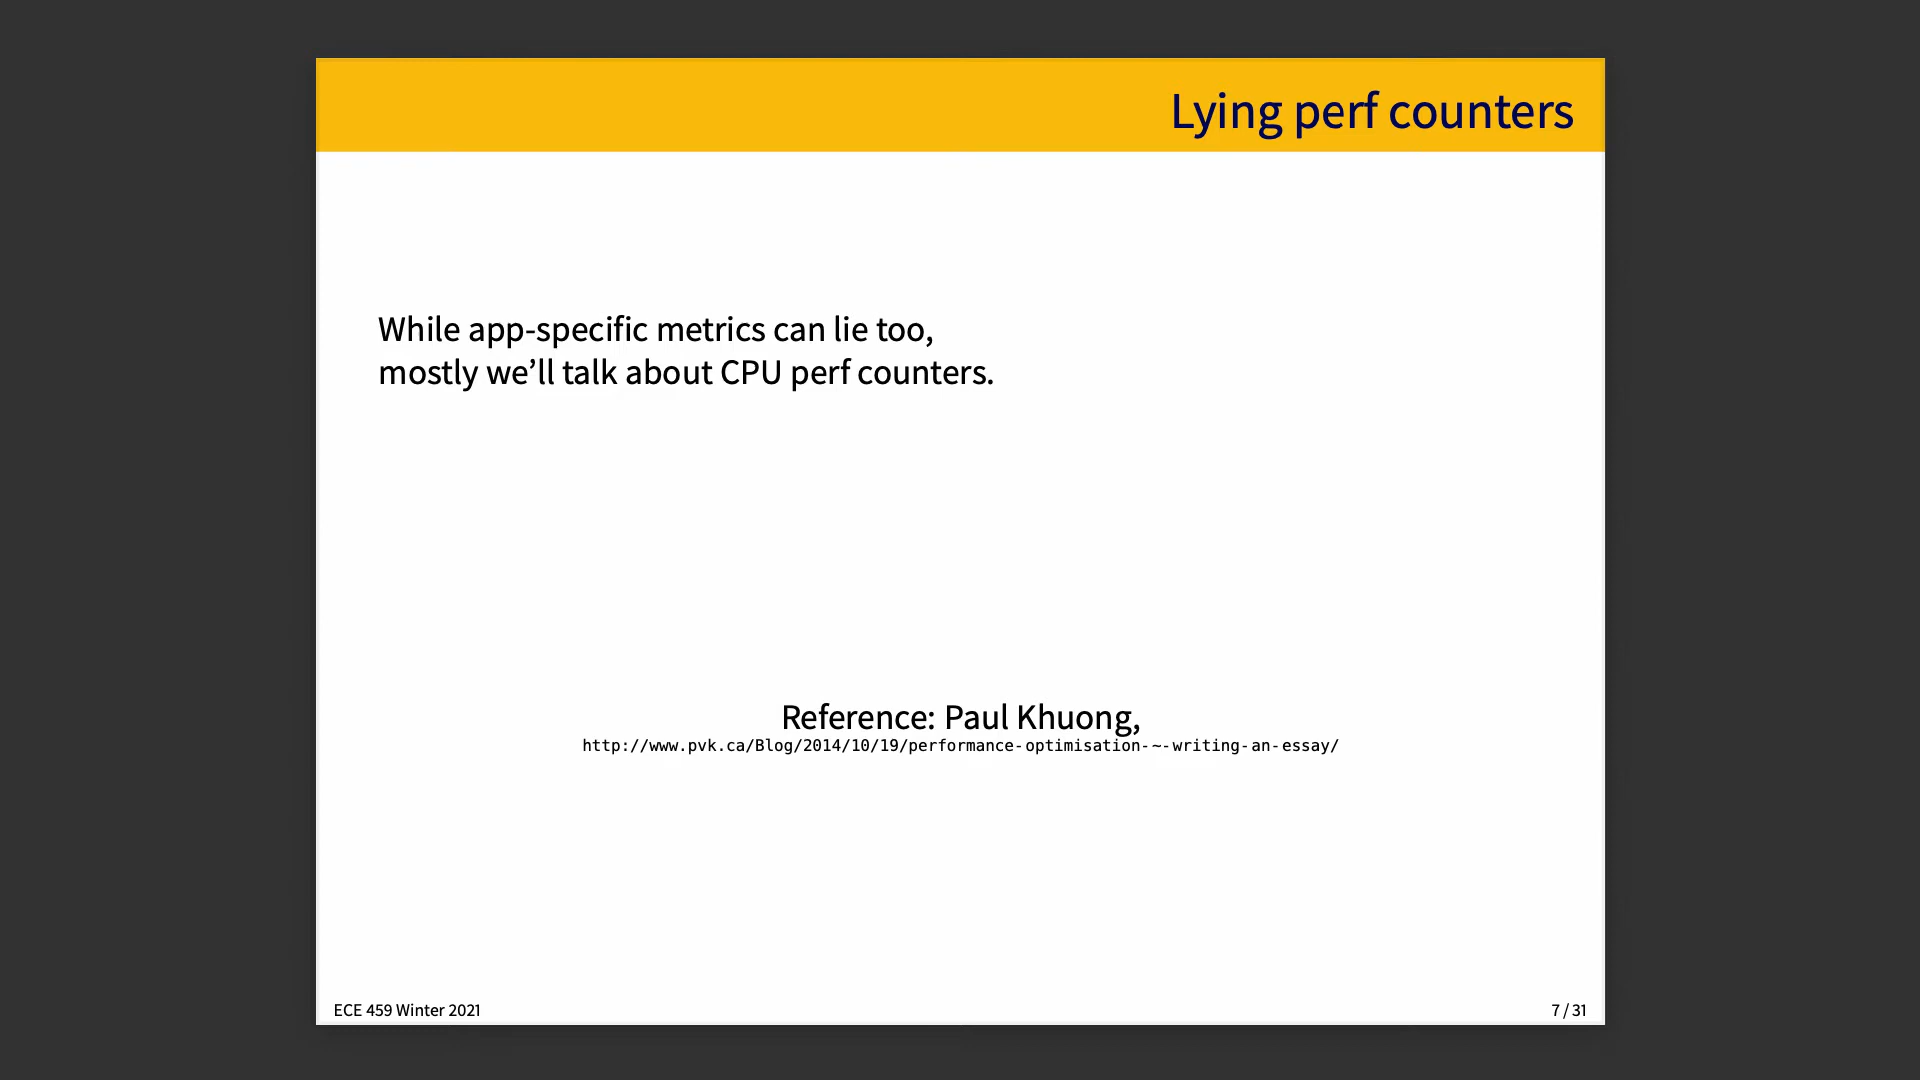 Lying perf counters
While app-specific metrics can lie too,
mostly we’ll talk about CPU perf counters.
Reference: Paul Khuong,
http://www.pvk.ca/Blog/2014/10/19/performance-optimisation-~-writing-an-essay/
ECE 459 Winter 2021
7 / 31